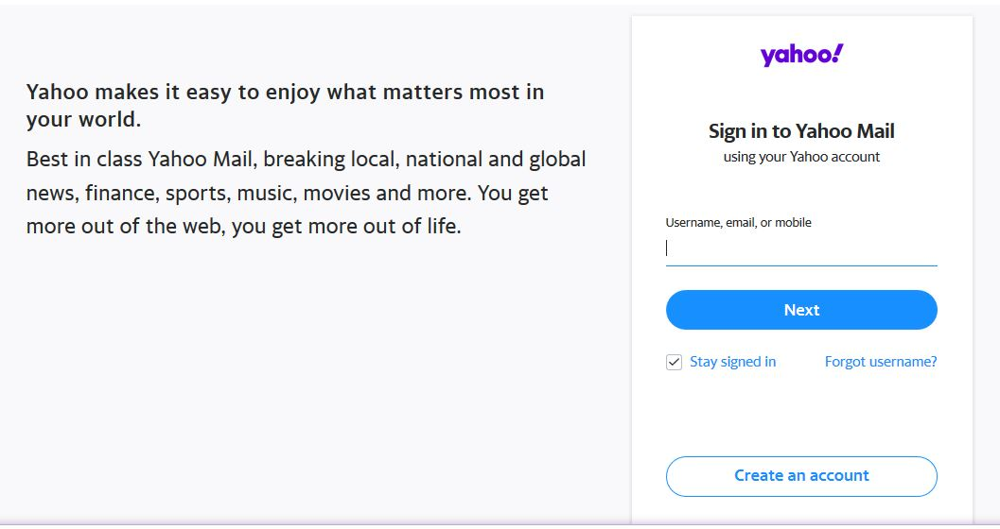 Yahoo makes it easy to enjoy what matters most in
your world.
Best in class Yahoo Mail, breaking local, national and global
news, finance, sports, music, movies and more. You get
more out of the web, you get more out of life.
yahoo!
Sign in to Yahoo Mail
using your Yahoo account
Username, email, or mobile
Next
Stay signed in
Forgot username?
Create an account